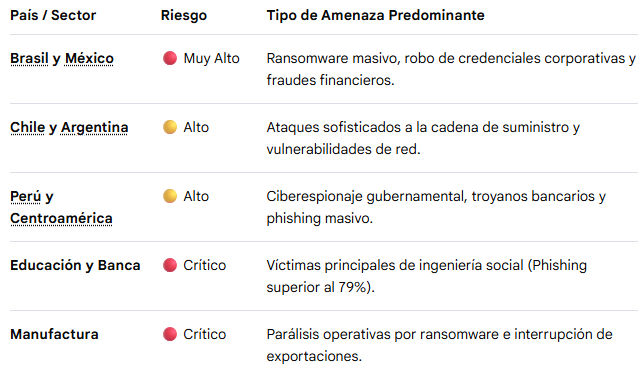 País / Sector Riesgo Tipo de Amenaza Predominante
Brasil y México Muy Alto Ransomware masivo, robo de credenciales corporativas y
fraudes financieros.
Chile y Argentina Alto Ataques sofisticados a la cadena de suministro y
vulnerabilidades de red.
Perú y Alto Ciberespionaje gubernamental, troyanos bancarios y
Centroamérica phishing masivo.
Educación y Banca Crítico Víctimas principales de ingeniería social (Phishing
superior al 79%).
Manufactura Crítico Parálisis operativas por ransomware e interrupción de
exportaciones.